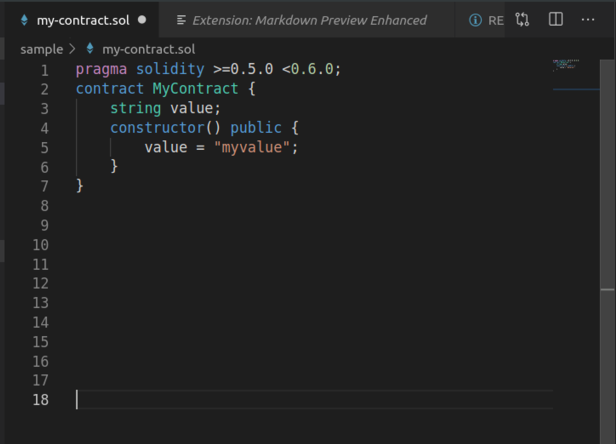 my-contract.sol
Extension: Markdown Preview Enhanced
RE
sample > my-contract.sol
1 pragma solidity >=0.5.0 <0.6.0;
2 contract MyContract {
3     string value;
4     constructor() public {
5         value = "myvalue";
6     }
7 }
8
9
10
11
12
13
14
15
16
17
18